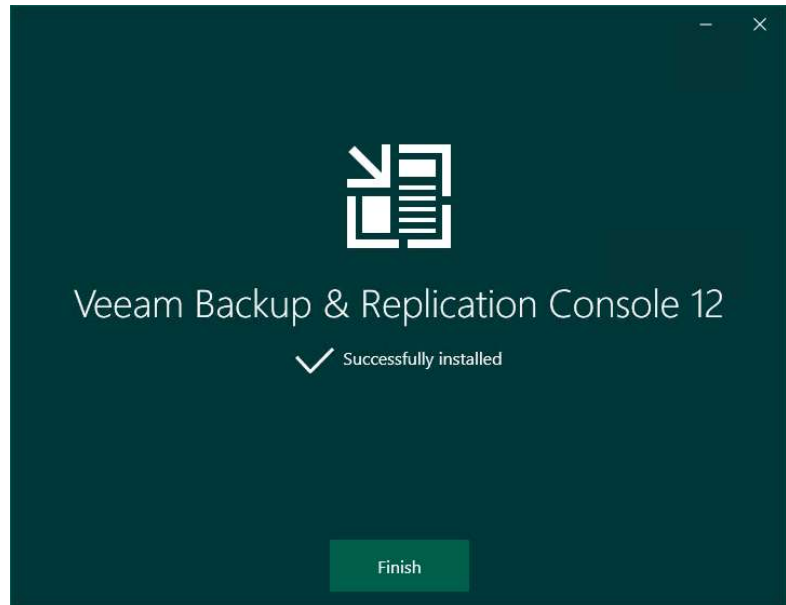 Veeam Backup & Replication Console 12
Successfully installed
Finish